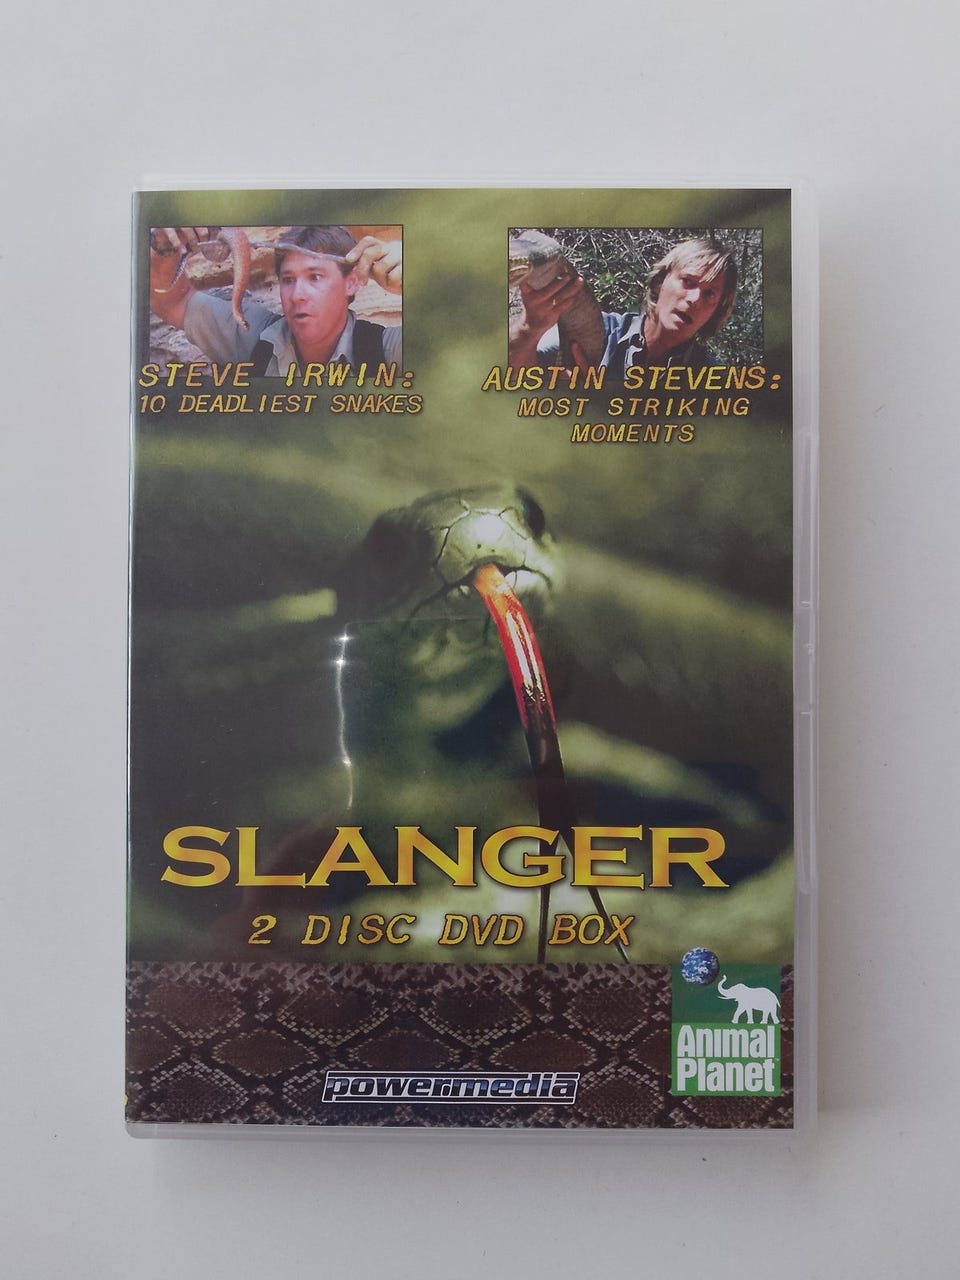 STEVE IRWIN:
10 DEADLIEST SNAKES
AUSTIN STEVENS:
MOST STRIKING
MOMENTS
SLANGER
2 DISC DVD BOX
powermedia
Animal
Planet